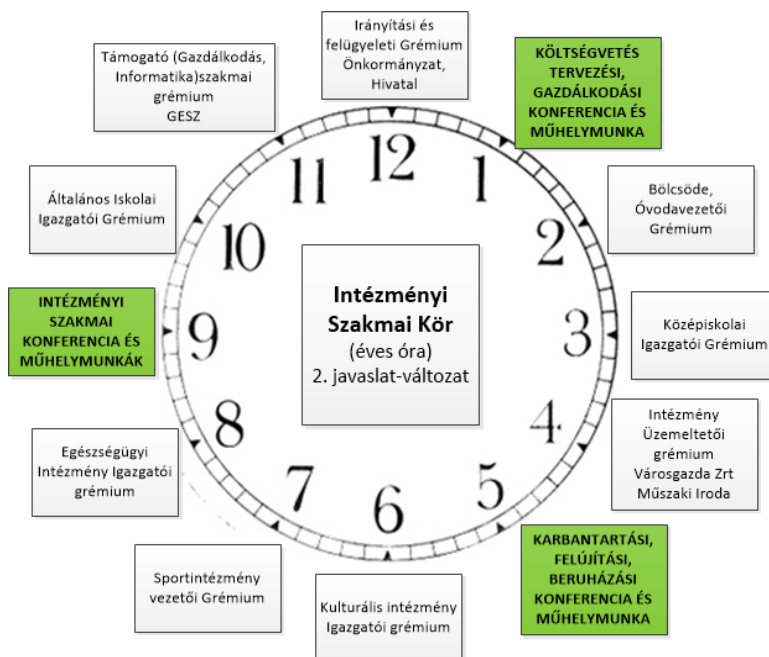 Irányítási és
felügyeleti Grémium
Önkormányzat,
Hivatal
KÖLTSÉGVETÉS
TERVEZÉSI,
GAZDÁLKODÁSI
KONFERENCIA ÉS
MŰHELYMUNKA
Bölcsöde,
Óvodavezetői
Grémium
Középiskolai
Igazgatói Grémium
Intézmény
Üzemeltetői
grémium
Városgazda Zrt
Műszaki Iroda
KARBANTARTÁSI,
FELÚJÍTÁSI,
BERUHÁZÁSI
KONFERENCIA ÉS
MŰHELYMUNKA
Kulturális intézmény
Igazgatói grémium
Sportintézmény
vezetői Grémium
Egészségügyi
Intézmény Igazgatói
grémium
INTÉZMÉNYI
SZAKMAI
KONFERENCIA ÉS
MŰHELYMUNKÁK
Általános Iskolai
Igazgatói Grémium
Támogató (Gazdálkodás,
Informatika)szakmai
grémium
GESZ
12
1
2
3
4
5
6
7
8
9
10
11
Intézményi
Szakmai Kör
(éves óra)
2. javaslat-változat